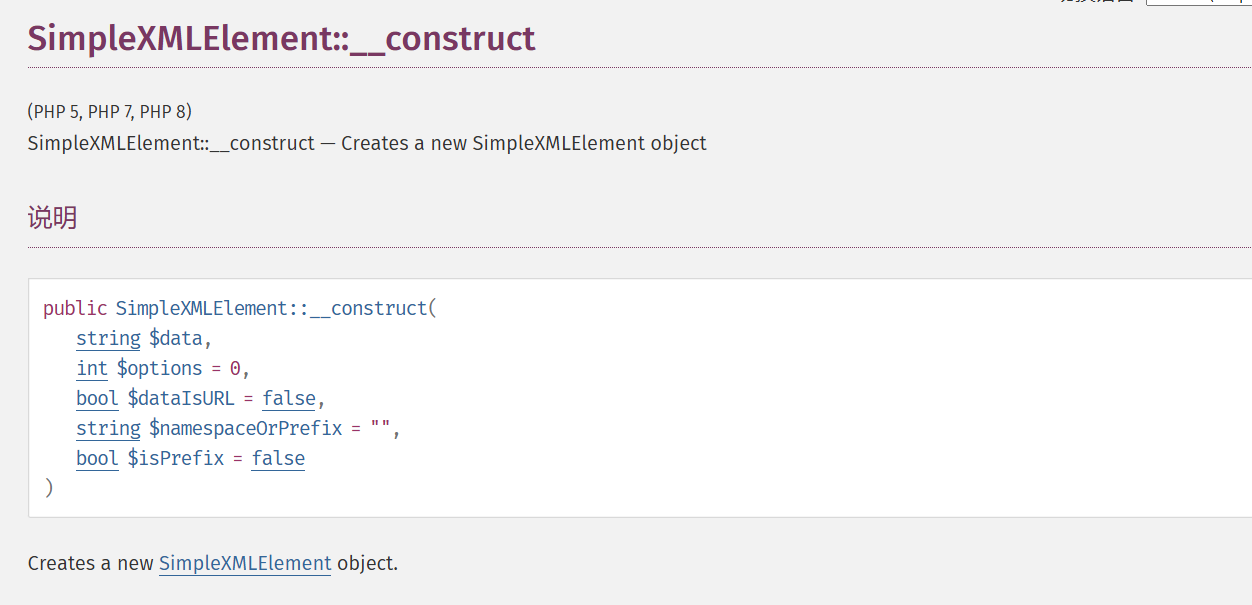 SimpleXMLElement::__construct
(PHP 5, PHP 7, PHP 8)
SimpleXMLElement::__construct — Creates a new SimpleXMLElement object
说明
public SimpleXMLElement::__construct(
string $data,
int $options = 0,
bool $dataIsURL = false,
string $namespaceOrPrefix = "",
bool $isPrefix = false
)
Creates a new SimpleXMLElement object.